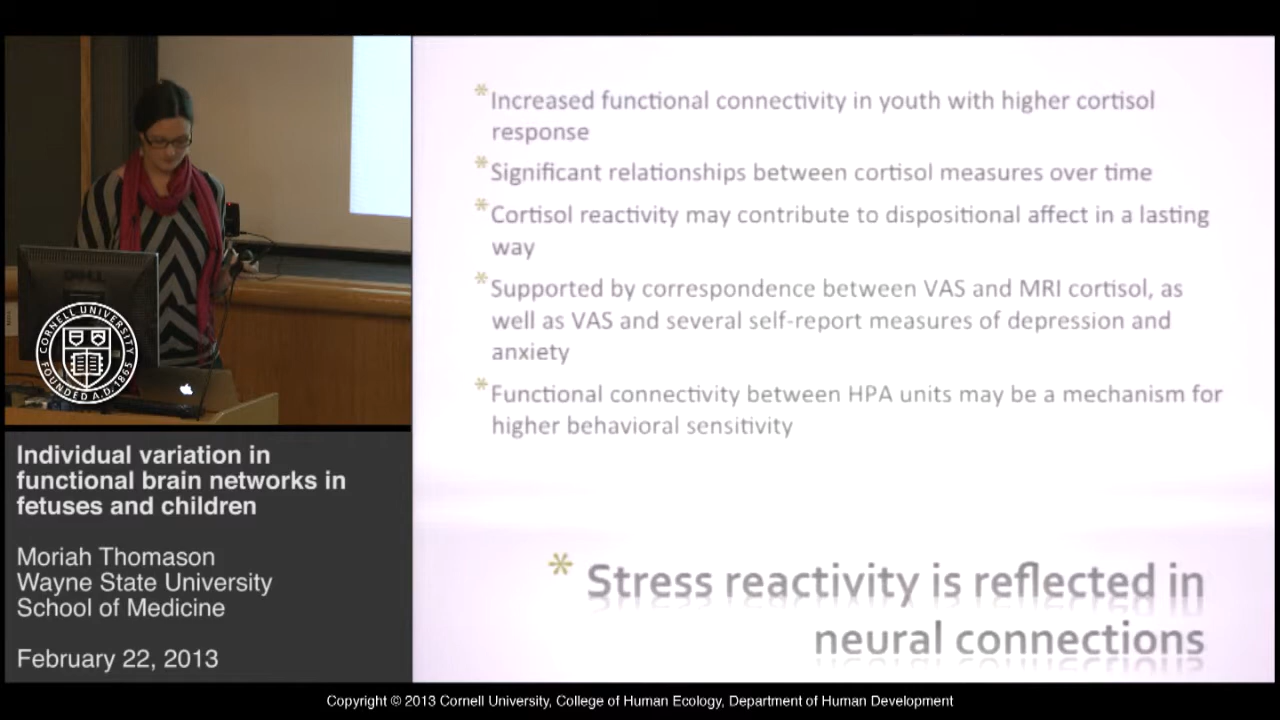 * Increased functional connectivity in youth with higher cortisol
response
* Significant relationships between cortisol measures over time
* Cortisol reactivity may contribute to dispositional affect in a lasting
way
* Supported by correspondence between VAS and MRI cortisol, as
well as VAS and several self-report measures of depression and
anxiety
* Functional connectivity between HPA units may be a mechanism for
higher behavioral sensitivity
* Stress reactivity is reflected in
neural connections
DELL
CORNELL UNIVERSITY
FOUNDED A.D. 1865
Individual variation in
functional brain networks in
fetuses and children
Moriah Thomason
Wayne State University
School of Medicine
February 22, 2013
Copyright © 2013 Cornell University, College of Human Ecology, Department of Human Development